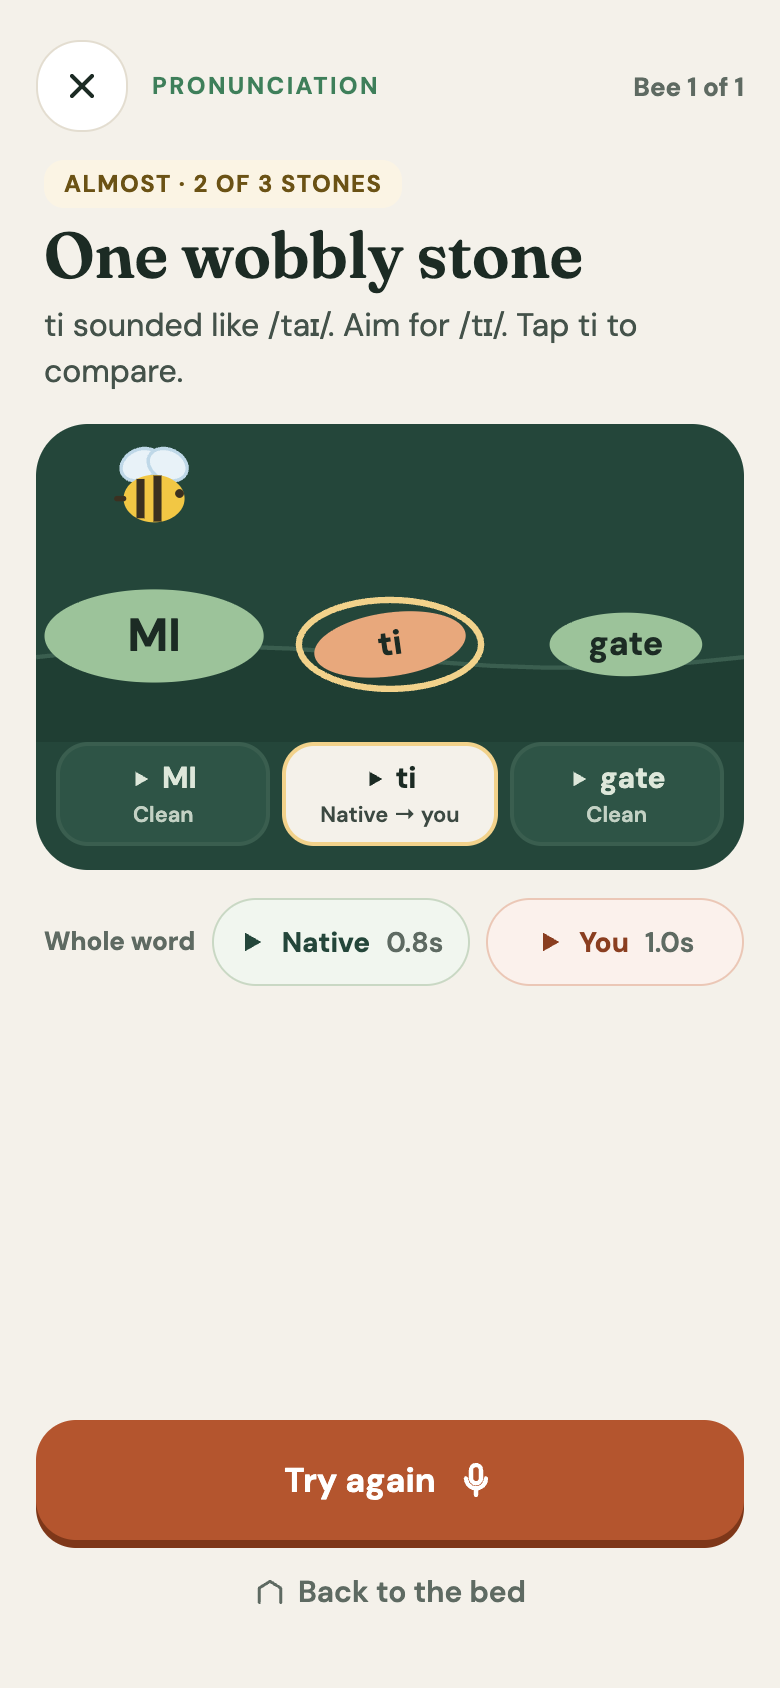 PRONUNCIATION
Bee 1 of 1
ALMOST · 2 OF 3 STONES
One wobbly stone
ti sounded like /taɪ/. Aim for /tɪ/. Tap ti to
compare.
MI
ti
gate
MI
Clean
ti
Native → you
gate
Clean
Whole word
Native 0.8s
You 1.0s
Try again
Back to the bed